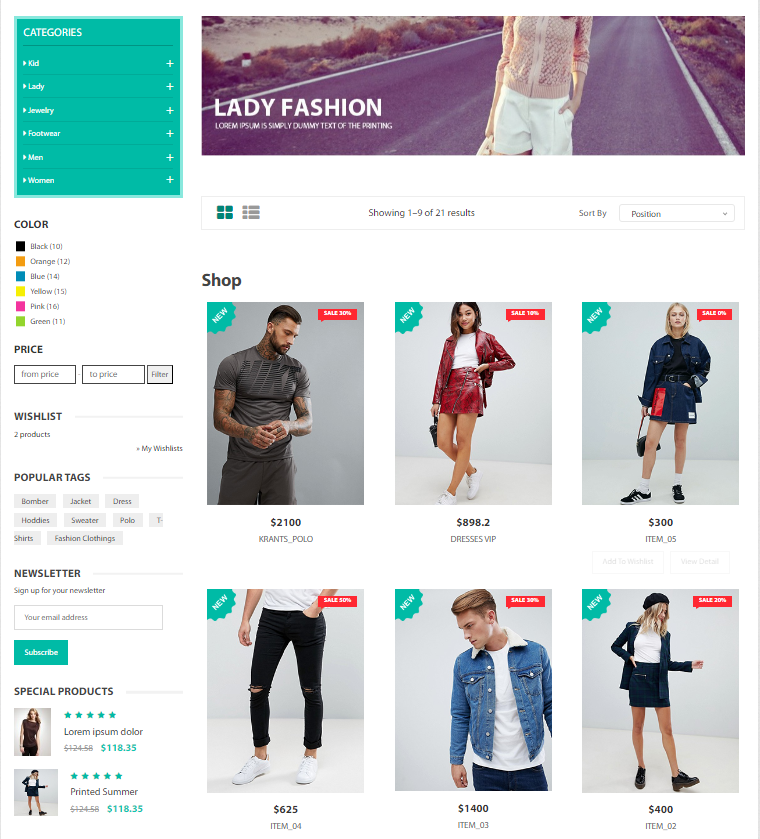 CATEGORIES
Kid +
Lady +
Jewelry +
Footwear +
Men +
Women +
COLOR
Black (10)
Orange (12)
Blue (14)
Yellow (15)
Pink (16)
Green (11)
PRICE
from price - to price Filter
WISHLIST
2 products
» My Wishlists
POPULAR TAGS
Bomber Jacket Dress
Hoddies Sweater Polo T-
Shirts Fashion Clothings
NEWSLETTER
Sign up for your newsletter
Your email address
Subscribe
SPECIAL PRODUCTS
Lorem ipsum dolor
$124.58 $118.35
Printed Summer
$124.58 $118.35
LADY FASHION
LOREM IPSUM IS SIMPLY DUMMY TEXT OF THE PRINTING
Showing 1–9 of 21 results Sort By Position
Shop
NEW SALE 30% NEW SALE 10% NEW SALE 0%
$2100 $898.2 $300
KRANTS_POLO DRESSES VIP ITEM_05
Add To Wishlist View Detail
NEW SALE 50% NEW SALE 30% NEW SALE 20%
$625 $1400 $400
ITEM_04 ITEM_03 ITEM_02